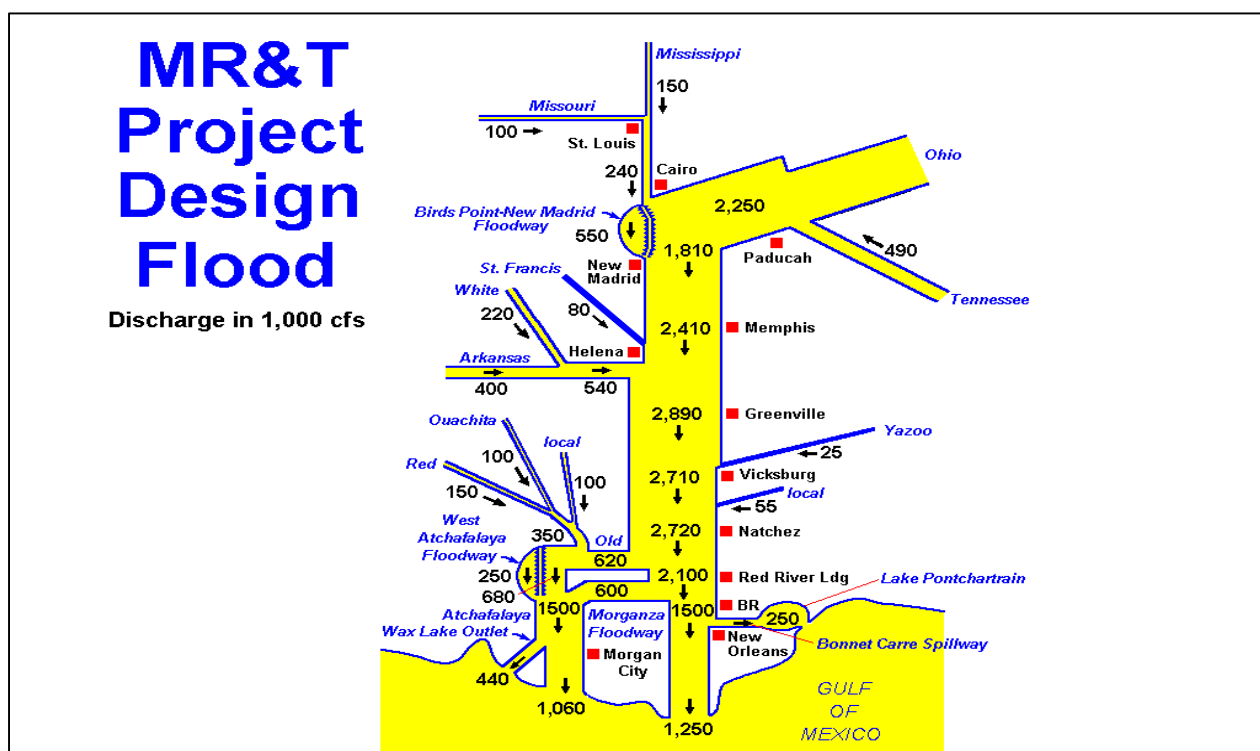 MR&T
Project
Design
Flood
Discharge in 1,000 cfs
Mississippi
150
Missouri
100
St. Louis
240
Cairo
Ohio
2,250
Birds Point-New Madrid
Floodway
550
1,810
Paducah
490
Tennessee
New
Madrid
St. Francis
80
White
220
2,410
Memphis
Helena
Arkansas
400
540
2,890
Greenville
Ouachita
100
local
100
Red
150
Yazoo
25
2,710
Vicksburg
local
55
West
Atchafalaya
Floodway
350
Old
620
2,720
Natchez
250
680
600
2,100
Red River Ldg
Lake Pontchartrain
Atchafalaya
1500
Morganza
Floodway
1500
BR
250
Wax Lake Outlet
New
Orleans
Bonnet Carre Spillway
Morgan
City
440
1,060
1,250
GULF
OF
MEXICO